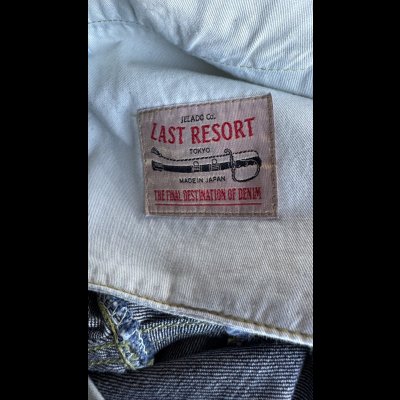 JELADO CO.
LAST RESORT
TOKYO
MADE IN JAPAN
THE FINAL DESTINATION OF DENIM